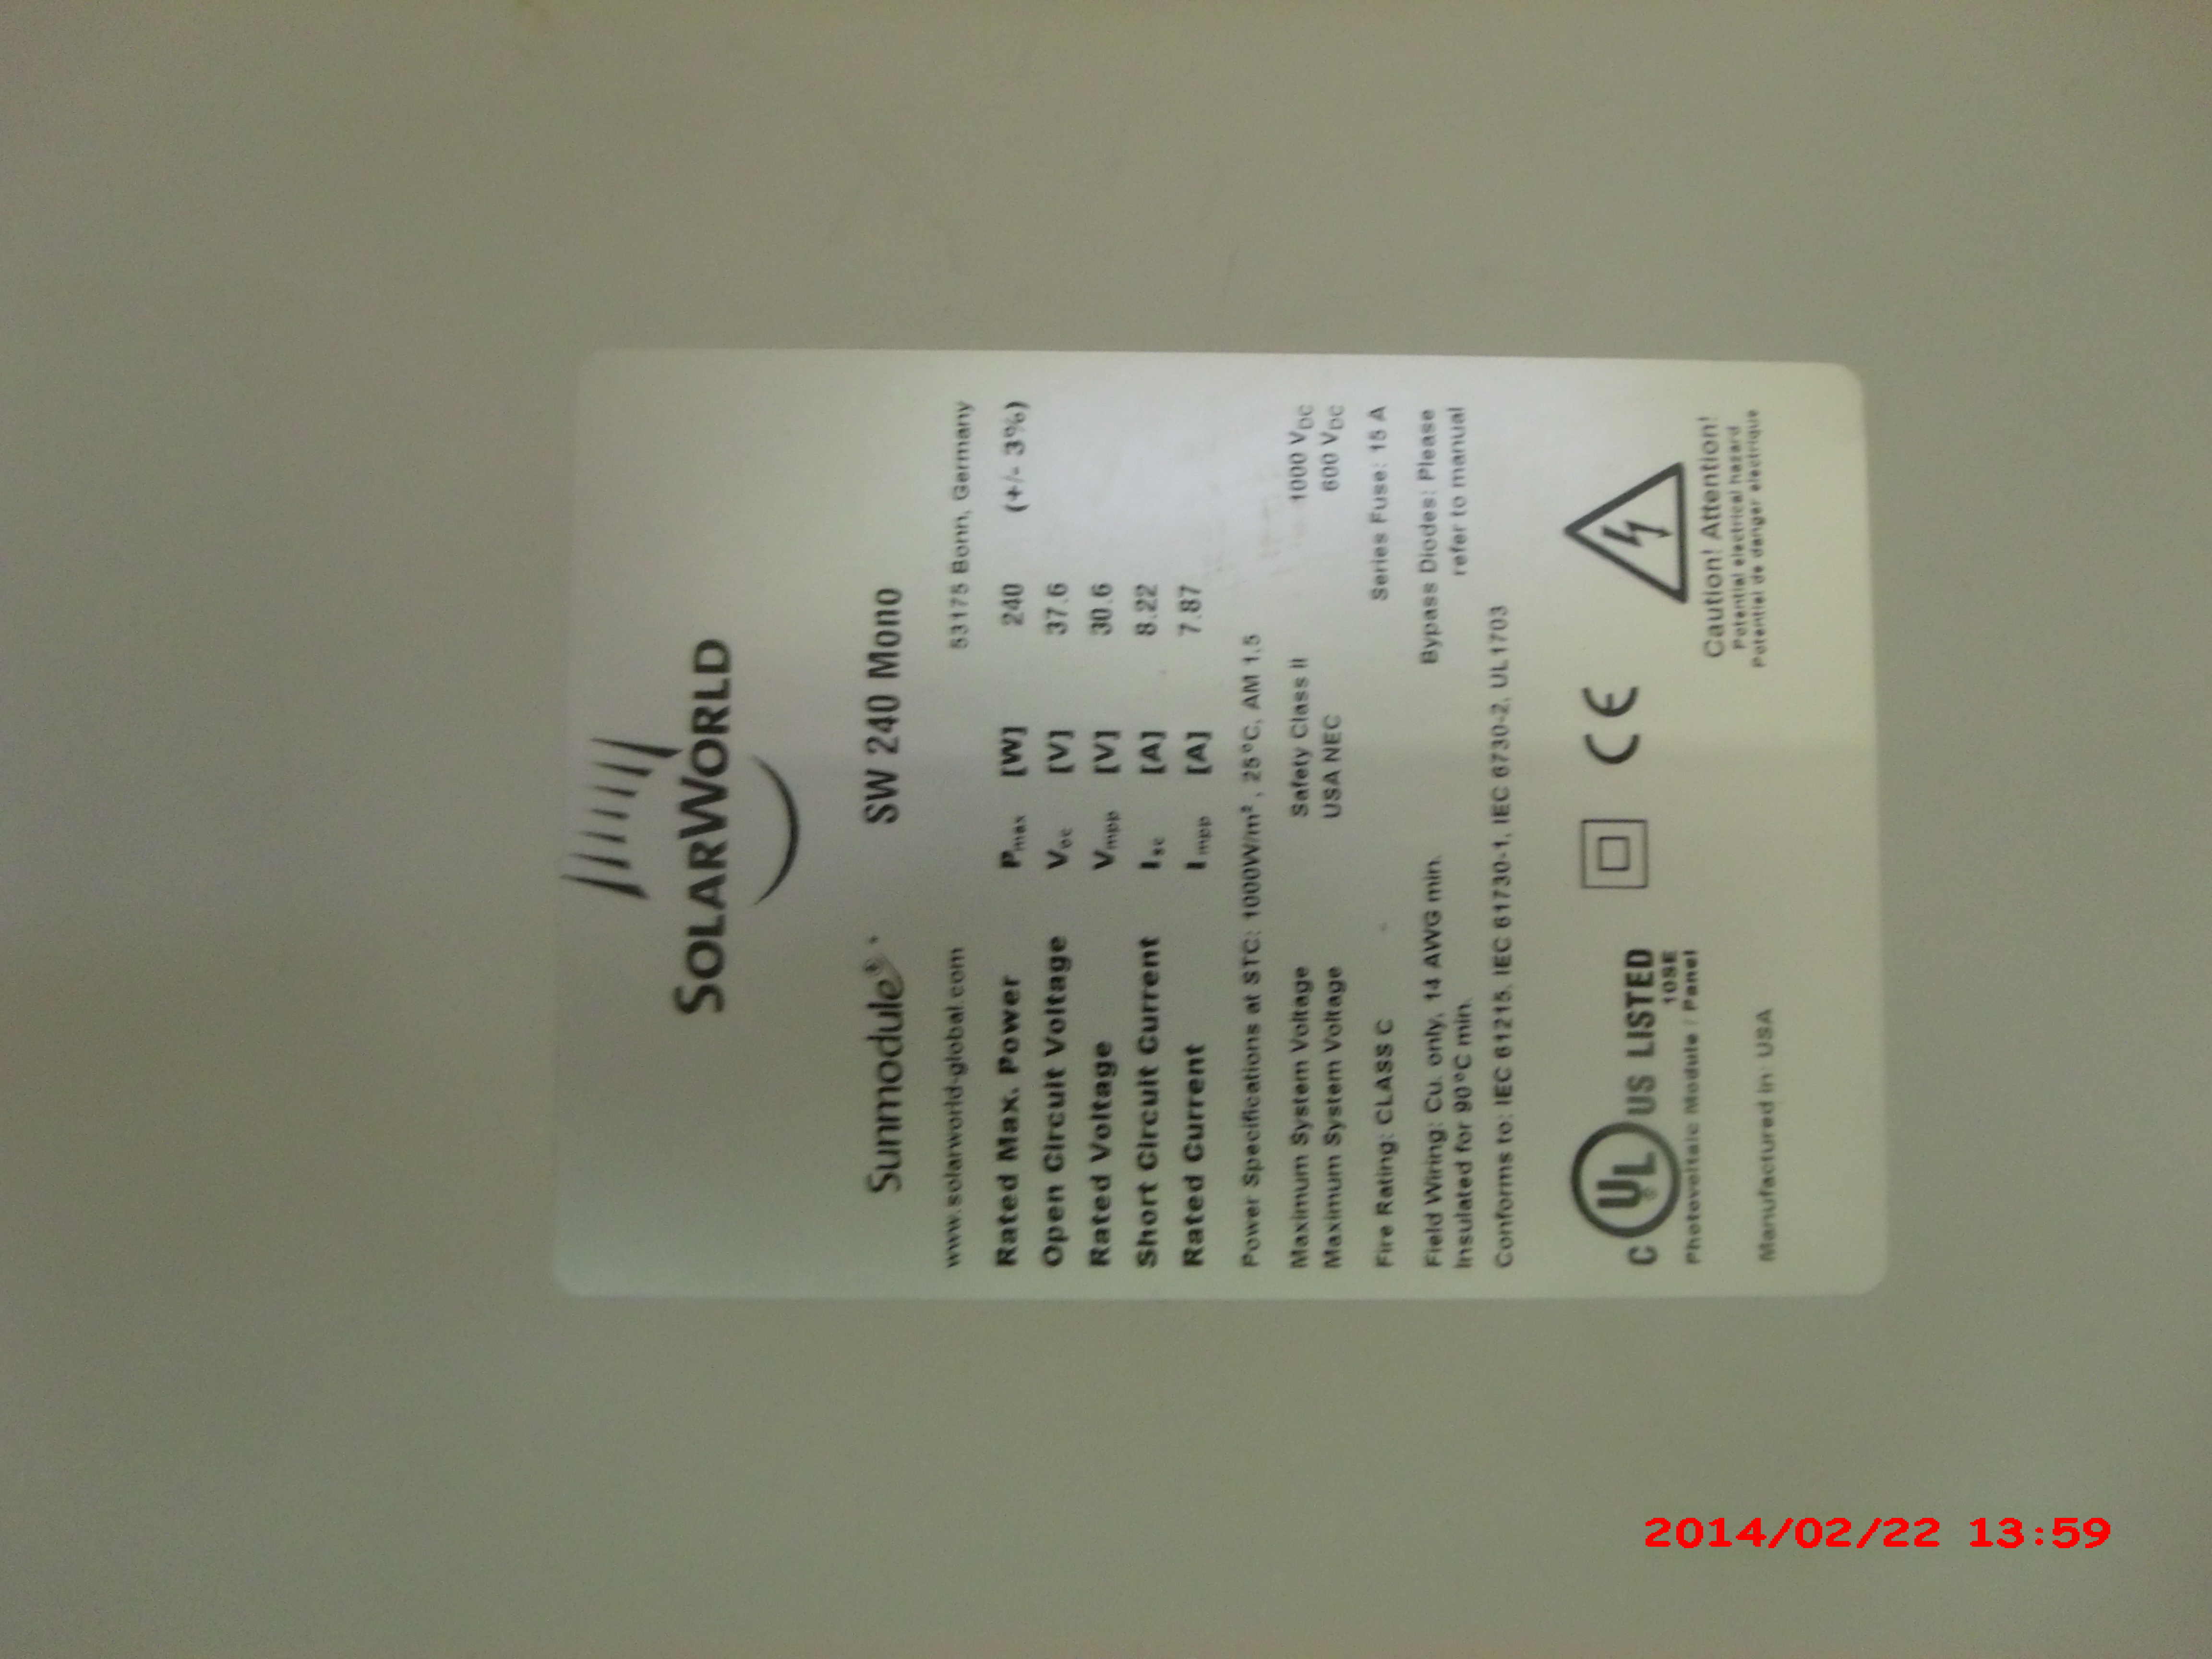 SOLARWORLD
Sunmodule® SW 240 Mono
www.solarworld-global.com 53175 Bonn, Germany
Rated Max. Power Pmax [W] 240 (+/- 3%)
Open Circuit Voltage Voc [V] 37.6
Rated Voltage Vmpp [V] 30.6
Short Circuit Current Isc [A] 8.22
Rated Current Impp [A] 7.87
Power Specifications at STC: 1000W/m², 25°C, AM 1.5
Maximum System Voltage Safety Class II 1000 VDC
Maximum System Voltage USA NEC 600 VDC
Fire Rating: CLASS C Series Fuse: 15 A
Field Wiring: Cu. only, 14 AWG min. Bypass Diodes: Please
Insulated for 90°C min. refer to manual
Conforms to: IEC 61215, IEC 61730-1, IEC 6730-2, UL1703
C UL® US LISTED
10SE
Photovoltaic Module / Panel
CE
Caution! Attention!
Potential electrical hazard
Potentiel de danger electrique
Manufactured in: USA
2014/02/22 13:59